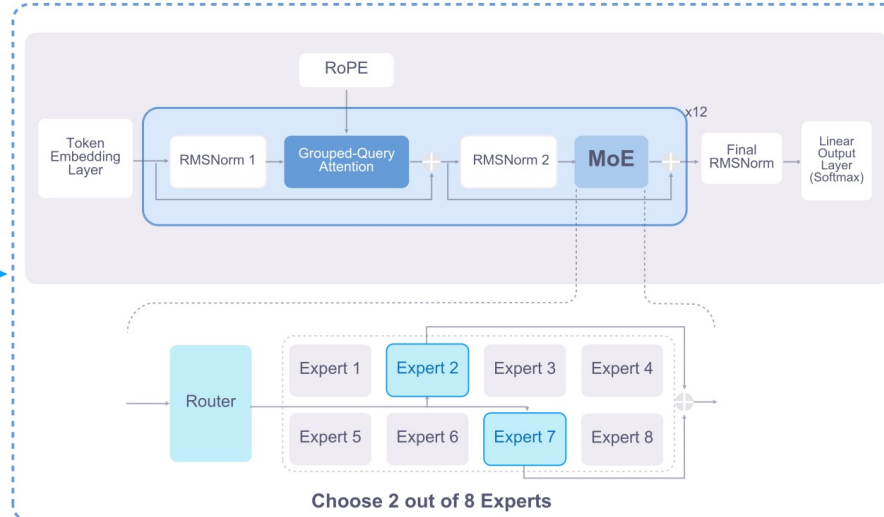 RoPE
x12
Token
Embedding
Layer
RMSNorm 1
Grouped-Query
Attention
RMSNorm 2
MoE
Final
RMSNorm
Linear
Output
Layer
(Softmax)
Router
Expert 1
Expert 2
Expert 3
Expert 4
Expert 5
Expert 6
Expert 7
Expert 8
Choose 2 out of 8 Experts